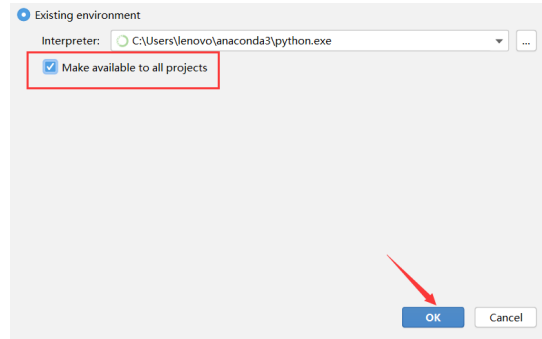 Existing environment
Interpreter: C:\Users\lenovo\anaconda3\python.exe ...
Make available to all projects
OK Cancel